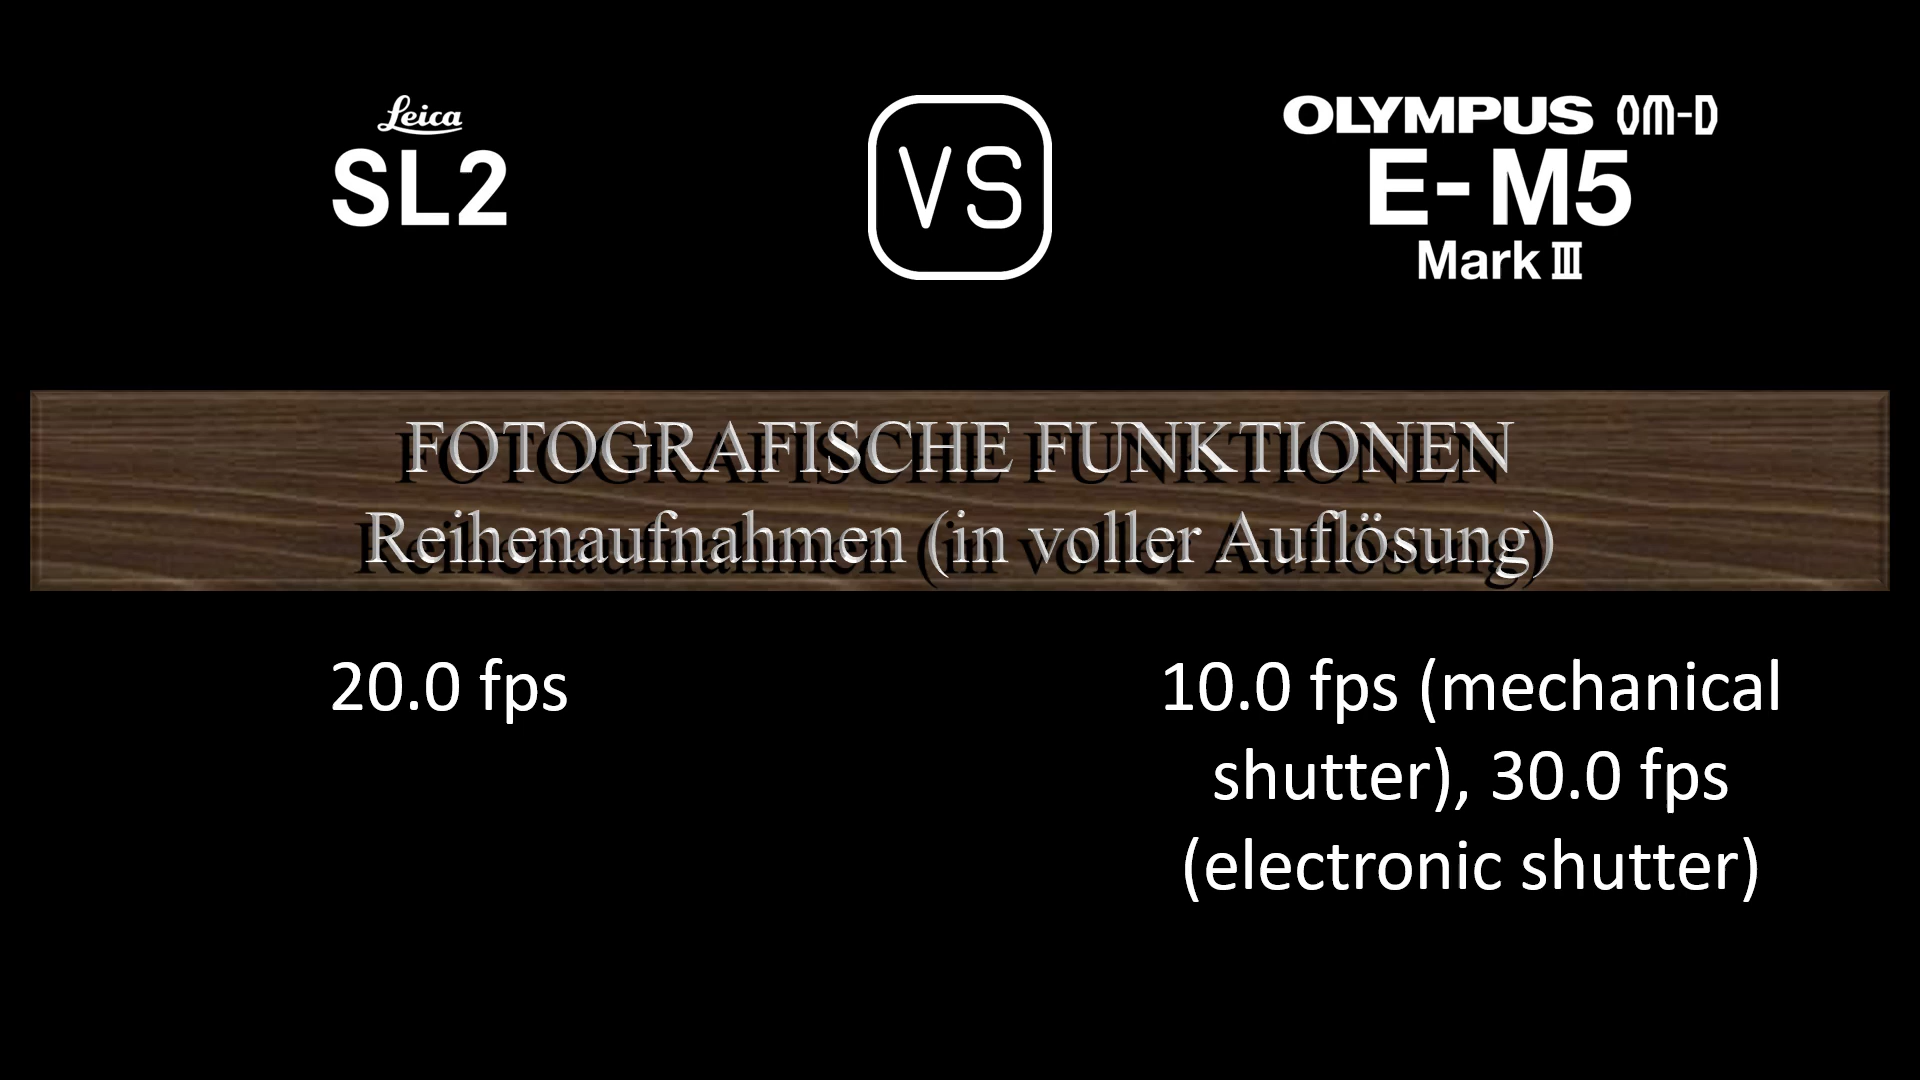 Leica
SL2
VS
OLYMPUS OM-D
E-M5
Mark III
FOTOGRAFISCHE FUNKTIONEN
Reihenaufnahmen (in voller Auflösung)
20.0 fps
10.0 fps (mechanical
shutter), 30.0 fps
(electronic shutter)